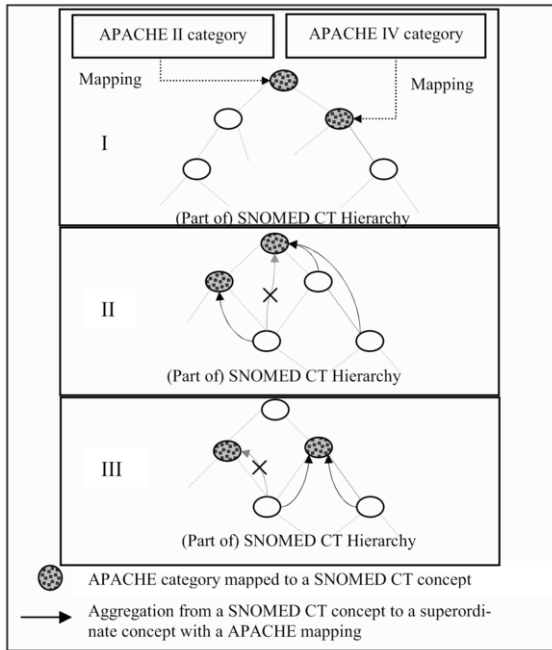 APACHE II category
APACHE IV category
Mapping
Mapping
I
(Part of) SNOMED CT Hierarchy
II
(Part of) SNOMED CT Hierarchy
III
(Part of) SNOMED CT Hierarchy
APACHE category mapped to a SNOMED CT concept
Aggregation from a SNOMED CT concept to a superordi-
nate concept with a APACHE mapping